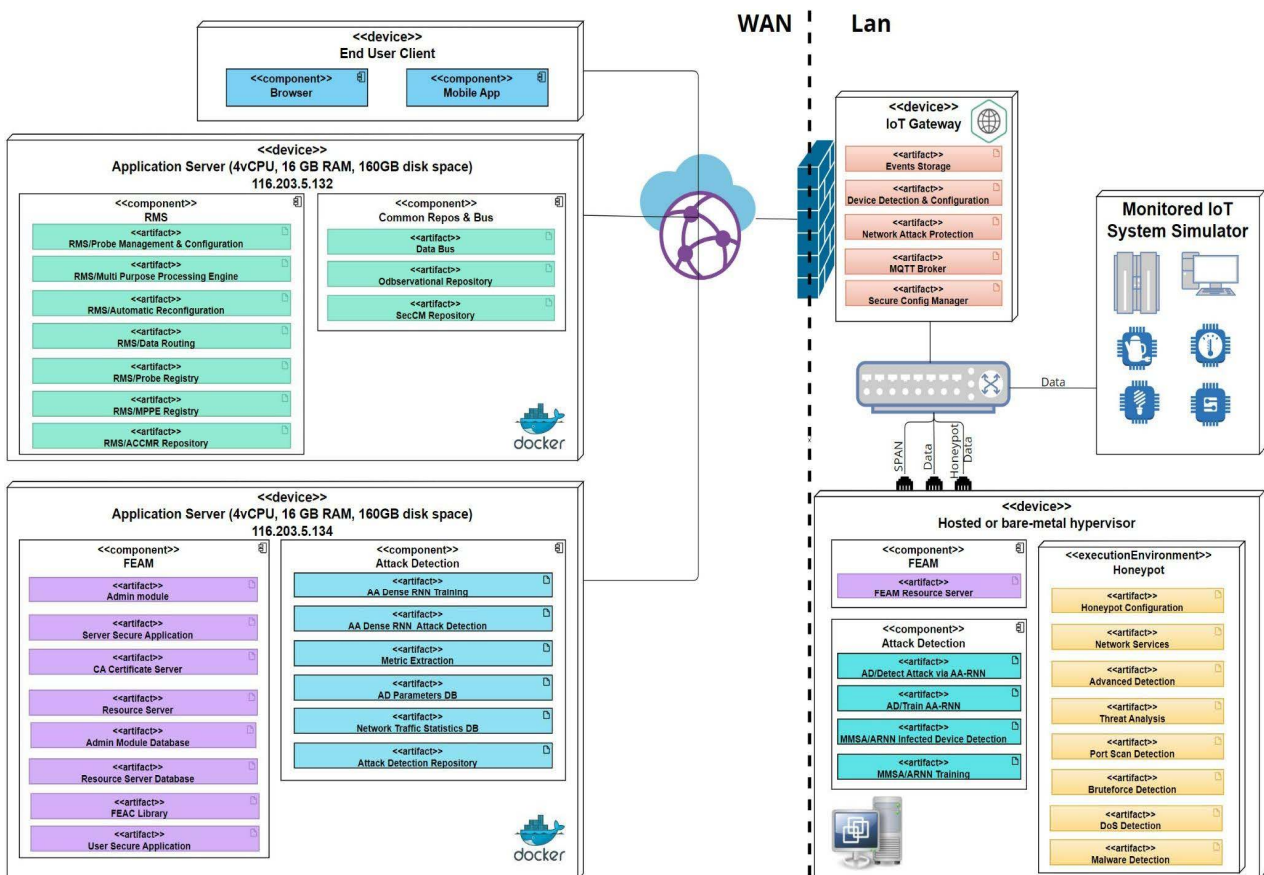 WAN
Lan
<<device>>
End User Client
<<component>>
Browser
<<component>>
Mobile App
<<device>>
Application Server (4vCPU, 16 GB RAM, 160GB disk space)
116.203.5.132
<<component>>
RMS
<<artifact>>
RMS/Probe Management & Configuration
<<artifact>>
RMS/Multi Purpose Processing Engine
<<artifact>>
RMS/Automatic Reconfiguration
<<artifact>>
RMS/Data Routing
<<artifact>>
RMS/Probe Registry
<<artifact>>
RMS/MPPE Registry
<<artifact>>
RMS/ACCMR Repository
<<component>>
Common Repos & Bus
<<artifact>>
Data Bus
<<artifact>>
Odbservational Repository
<<artifact>>
SecCM Repository
docker
<<device>>
Application Server (4vCPU, 16 GB RAM, 160GB disk space)
116.203.5.134
<<component>>
FEAM
<<artifact>>
Admin module
<<artifact>>
Server Secure Application
<<artifact>>
CA Certificate Server
<<artifact>>
Resource Server
<<artifact>>
Admin Module Database
<<artifact>>
Resource Server Database
<<artifact>>
FEAC Library
<<artifact>>
User Secure Application
<<component>>
Attack Detection
<<artifact>>
AA Dense RNN Training
<<artifact>>
AA Dense RNN Attack Detection
<<artifact>>
Metric Extraction
<<artifact>>
AD Parameters DB
<<artifact>>
Network Traffic Statistics DB
<<artifact>>
Attack Detection Repository
docker
<<device>>
IoT Gateway
<<artifact>>
Events Storage
<<artifact>>
Device Detection & Configuration
<<artifact>>
Network Attack Protection
<<artifact>>
MQTT Broker
<<artifact>>
Secure Config Manager
Monitored IoT
System Simulator
Data
SPAN
Data
Honeypot
Data
<<device>>
Hosted or bare-metal hypervisor
<<component>>
FEAM
<<artifact>>
FEAM Resource Server
<<component>>
Attack Detection
<<artifact>>
AD/Detect Attack via AA-RNN
<<artifact>>
AD/Train AA-RNN
<<artifact>>
MMSA/ARNN Infected Device Detection
<<artifact>>
MMSA/ARNN Training
<<executionEnvironment>>
Honeypot
<<artifact>>
Honeypot Configuration
<<artifact>>
Network Services
<<artifact>>
Advanced Detection
<<artifact>>
Threat Analysis
<<artifact>>
Port Scan Detection
<<artifact>>
Bruteforce Detection
<<artifact>>
DoS Detection
<<artifact>>
Malware Detection